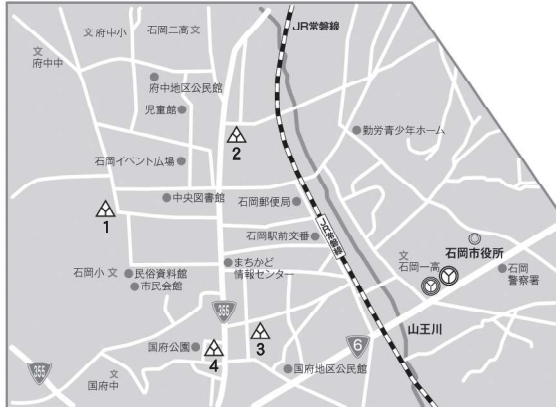 JR常磐線
文 府中小
石岡二高 文
文
府中中
府中地区公民館
児童館
勤労青少年ホーム
2
石岡イベント広場
中央図書館
石岡郵便局
1
JR常磐線
石岡駅前交番
石岡市役所
文
石岡一高
石岡
警察署
まちかど
情報センター
石岡小 文
民俗資料館
市民会館
355
山王川
国府公園
4
3
6
355
文
国府中
国府地区公民館